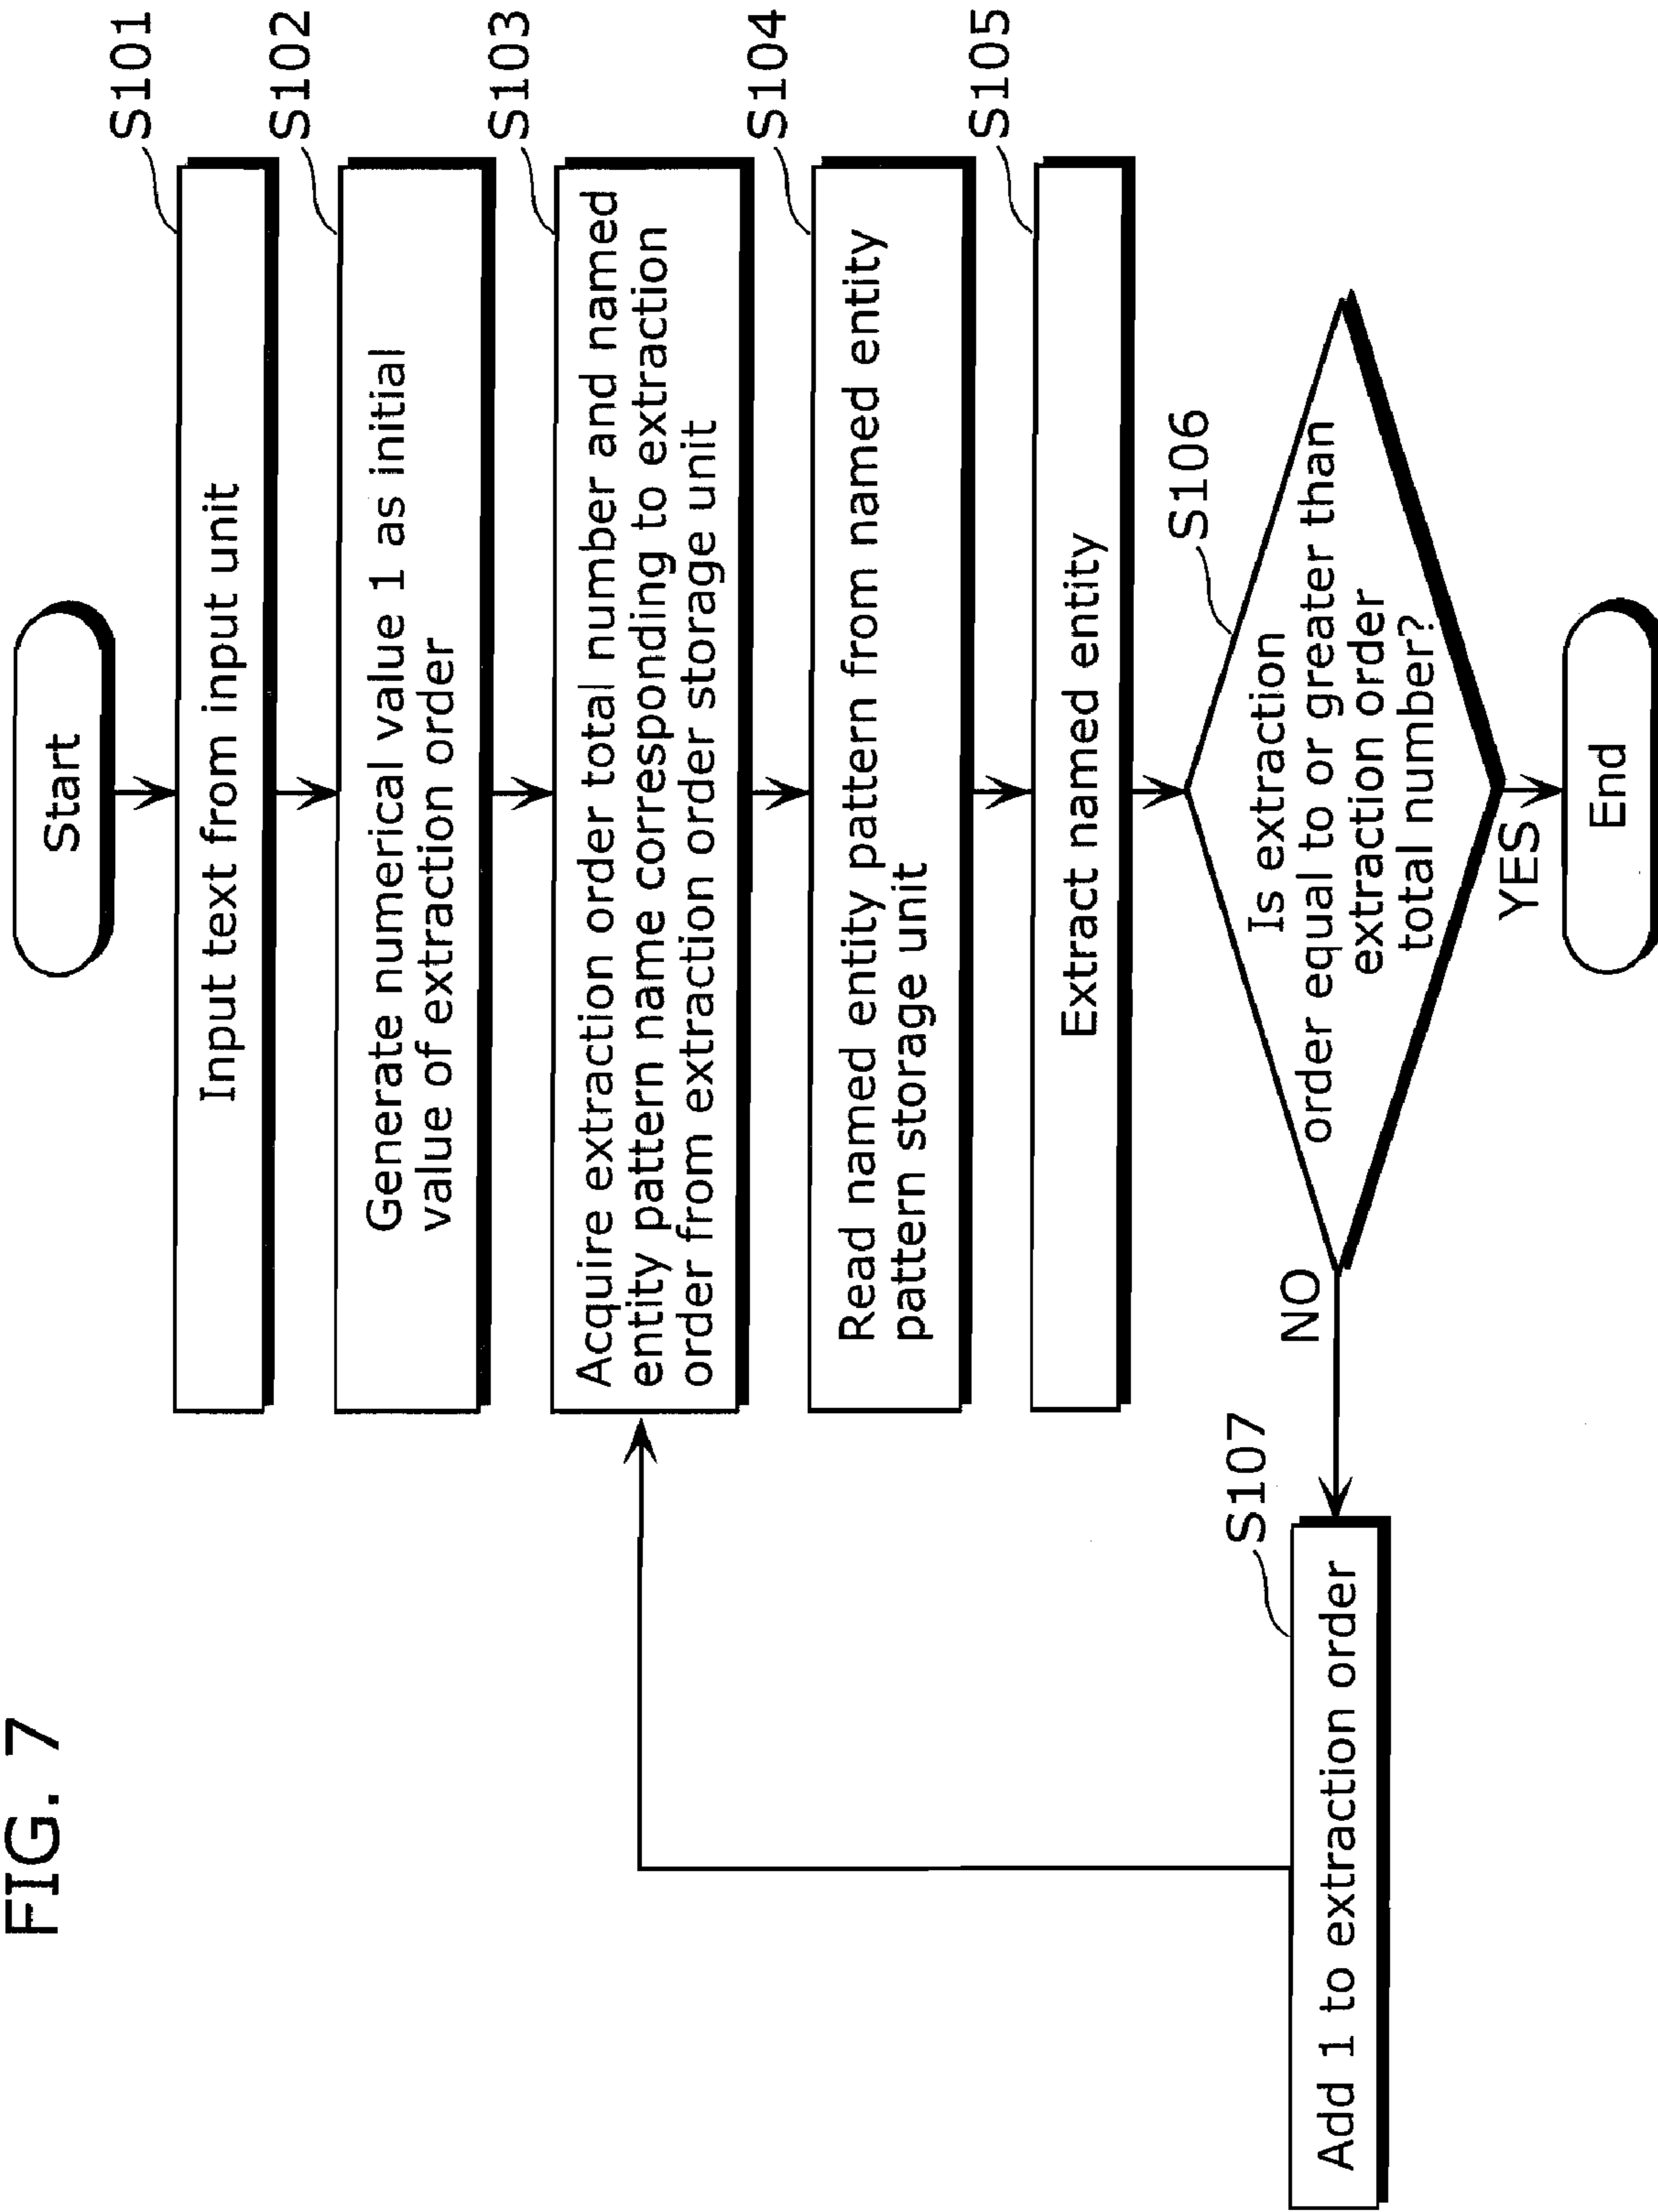 FIG. 7
Start
S101
Input text from input unit
S102
Generate numerical value 1 as initial
value of extraction order
S103
Acquire extraction order total number and named
entity pattern name corresponding to extraction
order from extraction order storage unit
S104
Read named entity pattern from named entity
pattern storage unit
S105
Extract named entity
S106
Is extraction
order equal to or greater than
extraction order
total number?
NO
YES
S107
Add 1 to extraction order
End